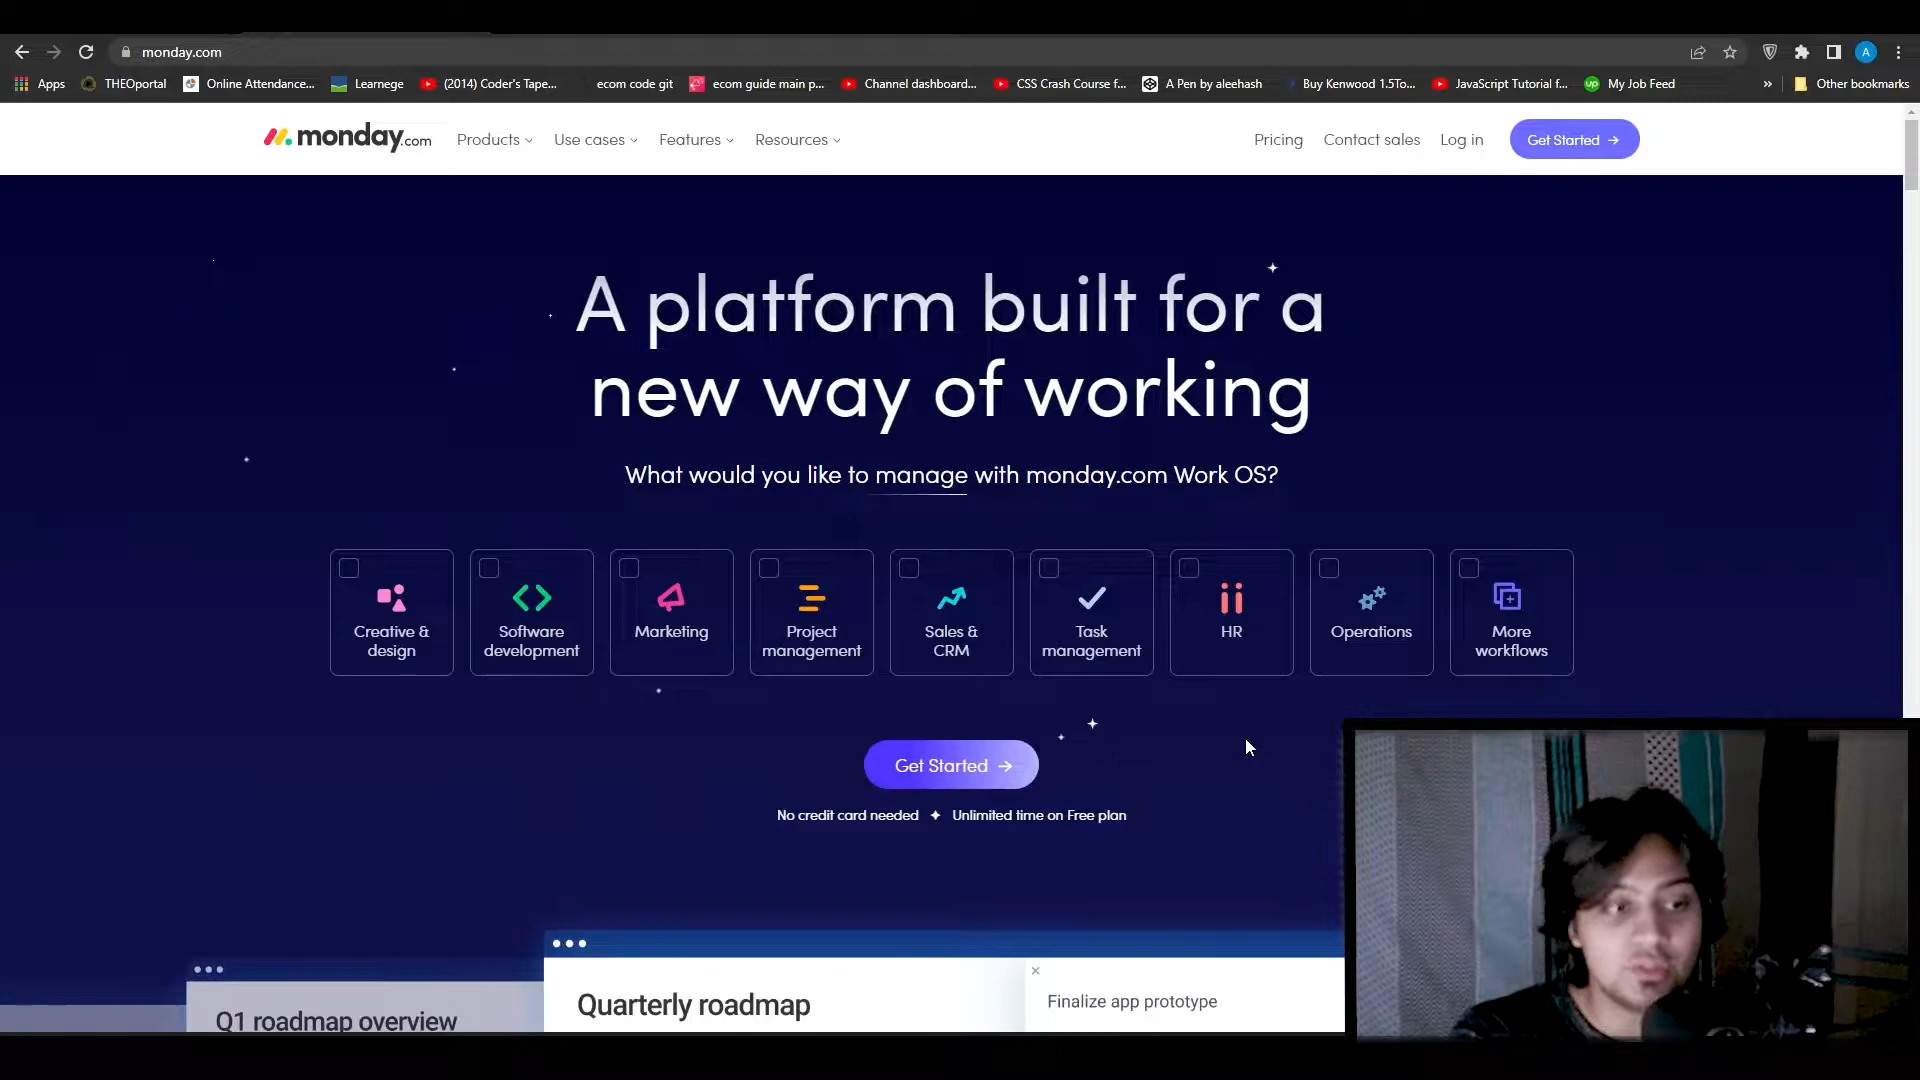 monday.com
Apps THEOportal Online Attendance... Learnege (2014) Coder's Tape... ecom code git ecom guide main p... Channel dashboard... CSS Crash Course f... A Pen by aleehash Buy Kenwood 1.5To... JavaScript Tutorial f... up My Job Feed » Other bookmarks
A
monday.com Products Use cases Features Resources Pricing Contact sales Log in Get Started →
A platform built for a
new way of working
What would you like to manage with monday.com Work OS?
Creative &
design
Software
development
Marketing
Project
management
Sales &
CRM
Task
management
HR
Operations
More
workflows
Get Started →
No credit card needed ✦ Unlimited time on Free plan
Q1 roadmap overview
Quarterly roadmap
Finalize app prototype